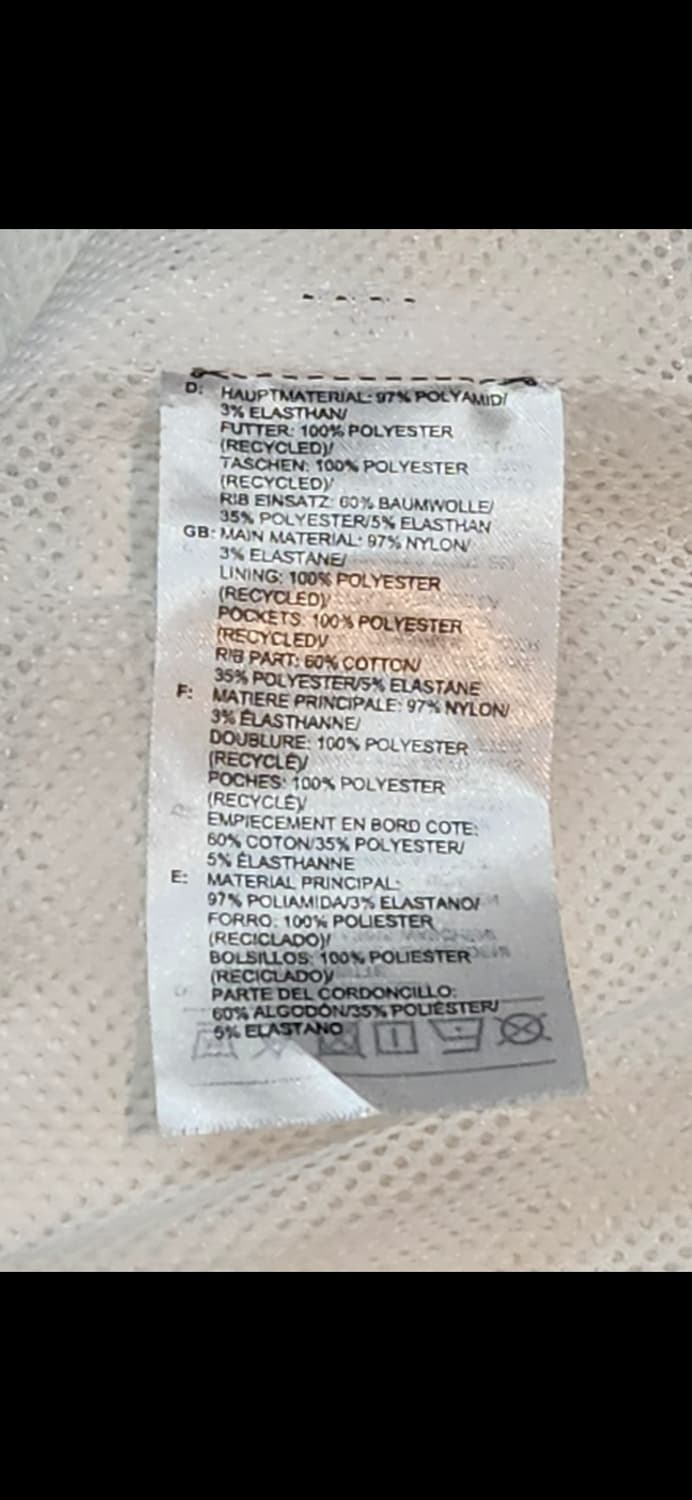 D: HAUPTMATERIAL: 97% POLYAMID/
3% ELASTHAN/
FUTTER: 100% POLYESTER
(RECYCLED)/
TASCHEN: 100% POLYESTER
(RECYCLED)/
RIB EINSATZ: 60% BAUMWOLLE/
35% POLYESTER/5% ELASTHAN
GB: MAIN MATERIAL: 97% NYLON/
3% ELASTANE/
LINING: 100% POLYESTER
(RECYCLED)/
POCKETS: 100% POLYESTER
(RECYCLED)/
RIB PART: 60% COTTON/
35% POLYESTER/5% ELASTANE
F: MATIERE PRINCIPALE: 97% NYLON/
3% ÉLASTHANNE/
DOUBLURE: 100% POLYESTER
(RECYCLÉ)/
POCHES: 100% POLYESTER
(RECYCLÉ)/
EMPIECEMENT EN BORD COTE:
60% COTON/35% POLYESTER/
5% ÉLASTHANNE
E: MATERIAL PRINCIPAL:
97% POLIAMIDA/3% ELASTANO/
FORRO: 100% POLIESTER
(RECICLADO)/
BOLSILLOS: 100% POLIESTER
(RECICLADO)/
PARTE DEL CORDONCILLO:
60% ALGODÓN/35% POLIÉSTER/
5% ELASTANO